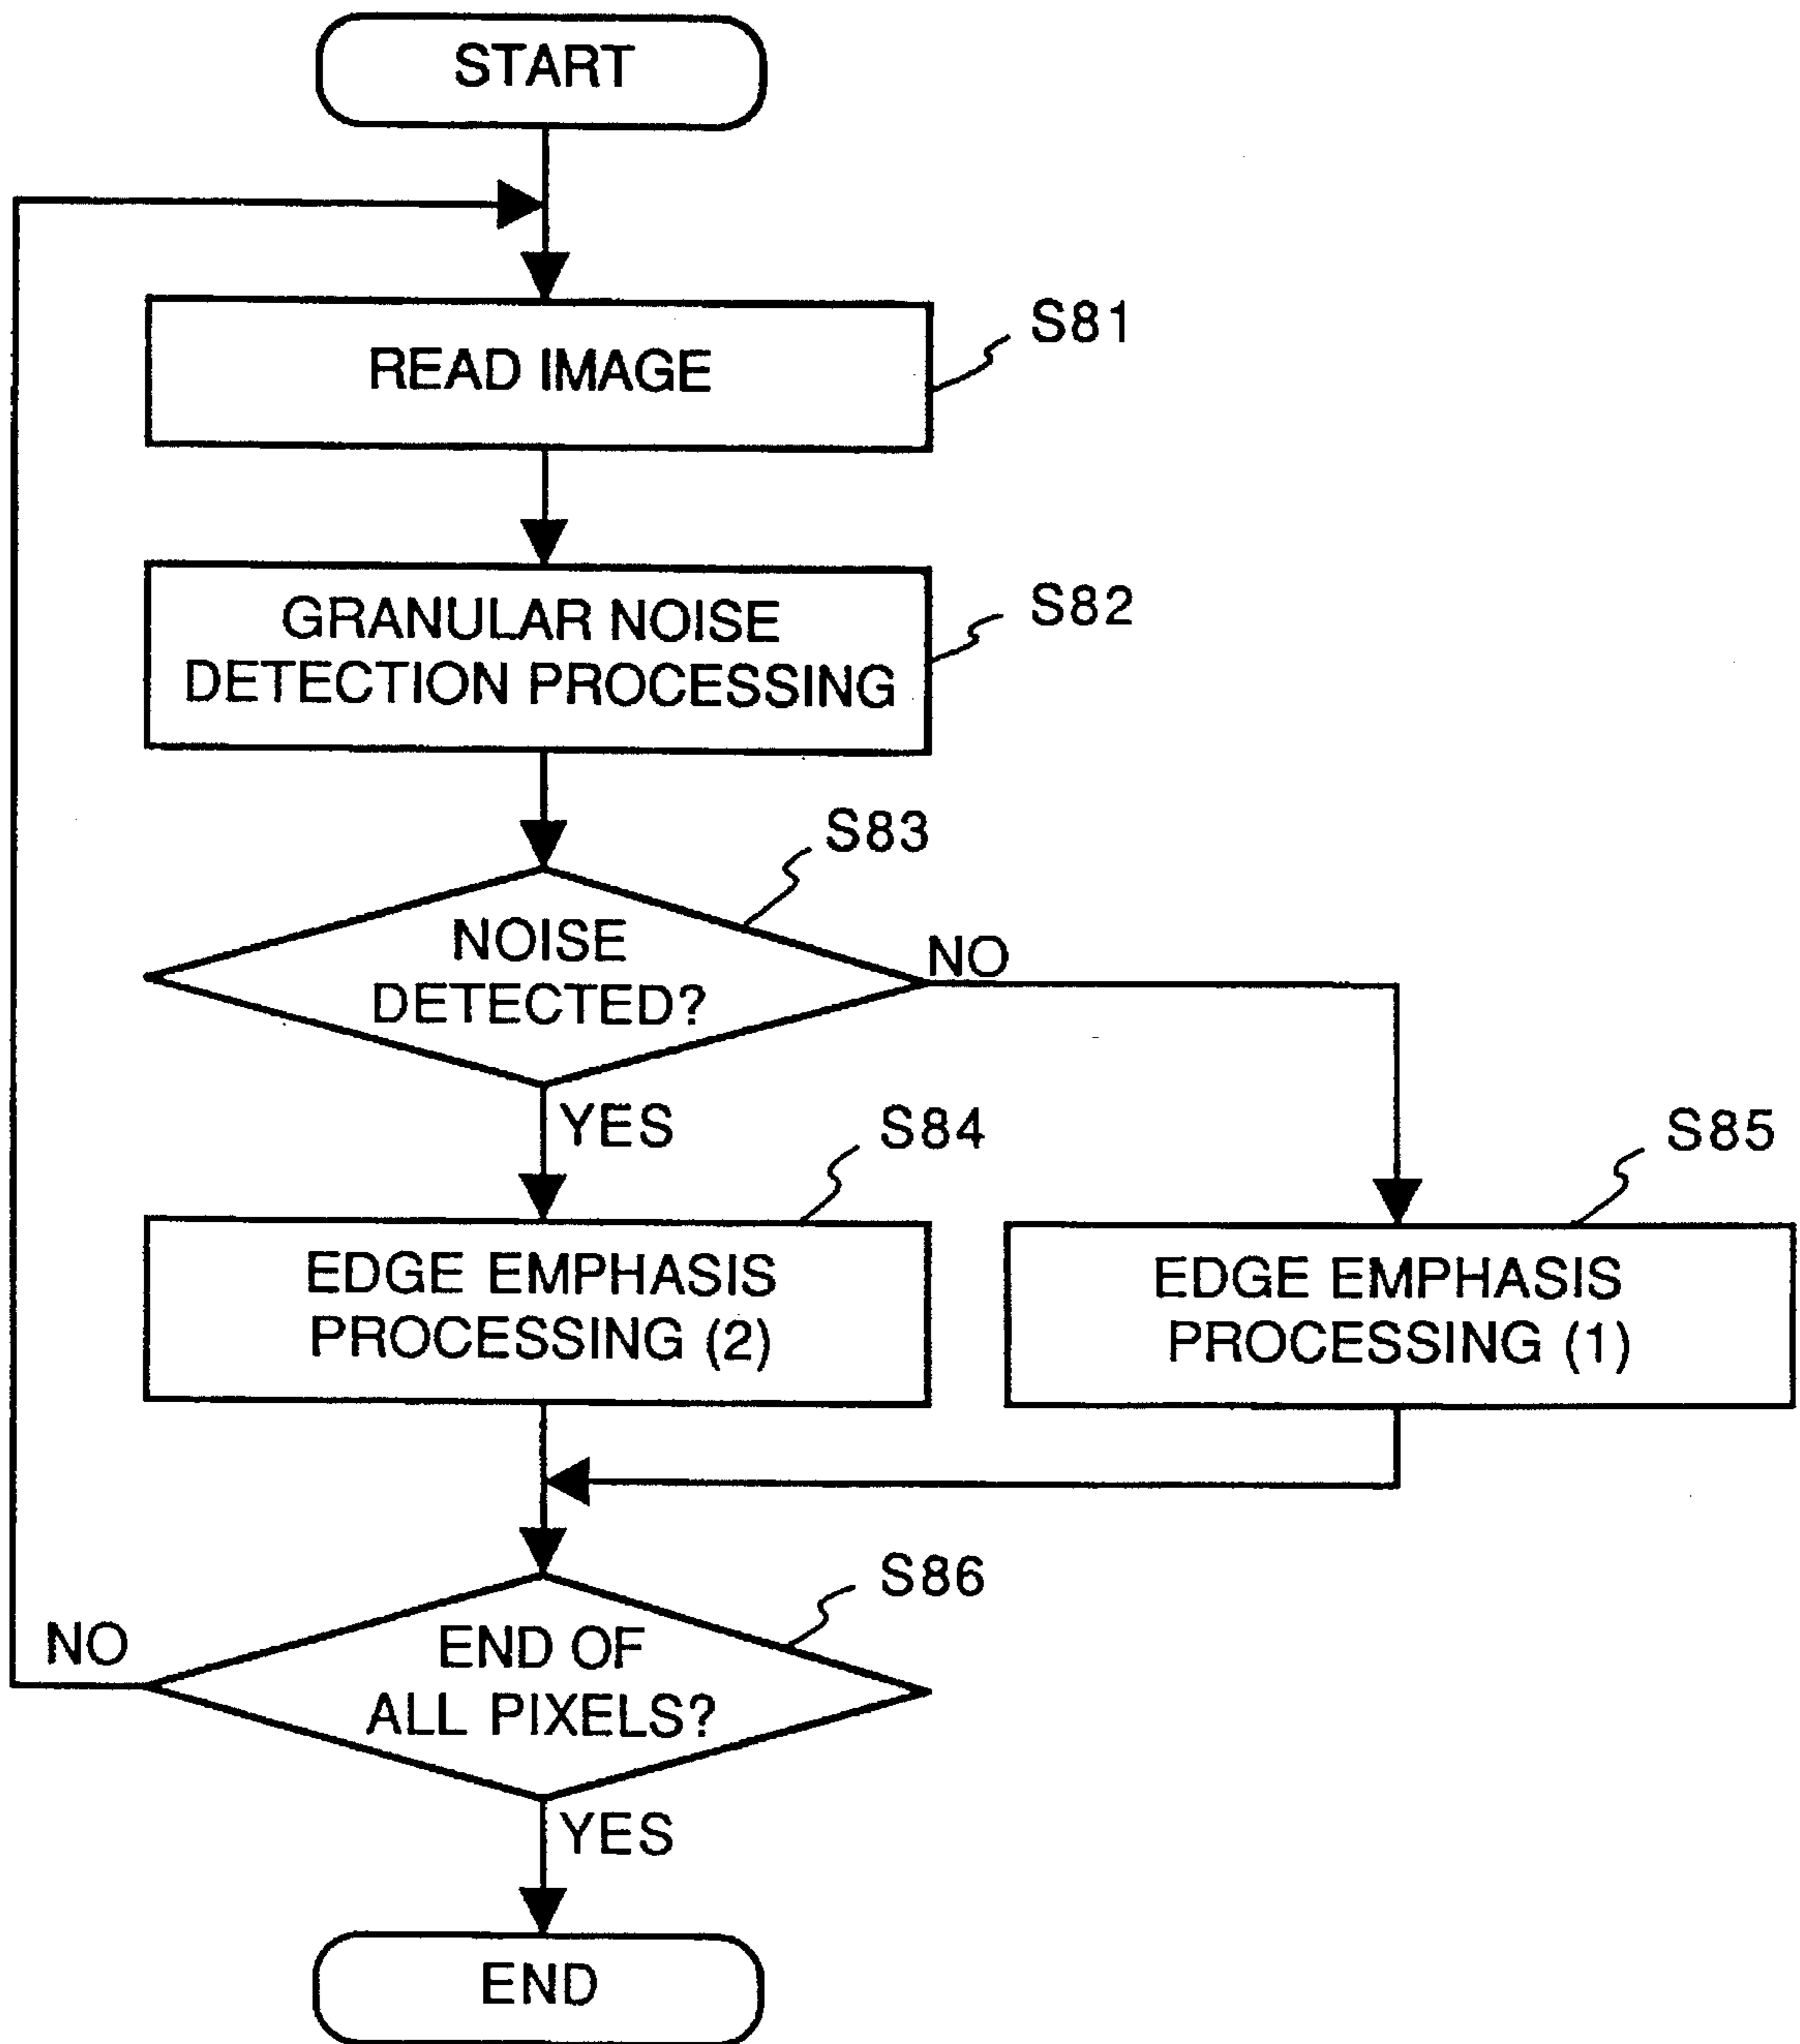 START
READ IMAGE
S81
GRANULAR NOISE
DETECTION PROCESSING
S82
S83
NOISE
DETECTED?
NO
YES
S84
S85
EDGE EMPHASIS
PROCESSING (2)
EDGE EMPHASIS
PROCESSING (1)
S86
NO
END OF
ALL PIXELS?
YES
END